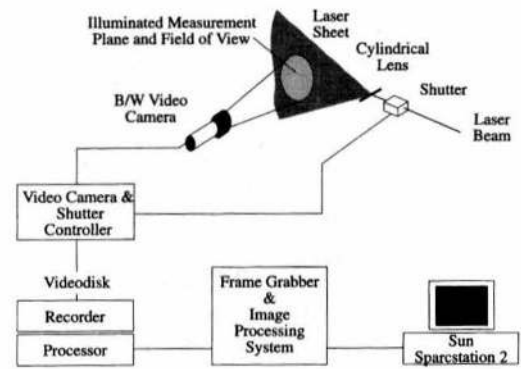 Illuminated Measurement
Plane and Field of View
Laser
Sheet
Cylindrical
Lens
Shutter
B/W Video
Camera
Laser
Beam
Video Camera &
Shutter
Controller
Videodisk
Recorder
Processor
Frame Grabber
&
Image
Processing
System
Sun
Sparcstation 2